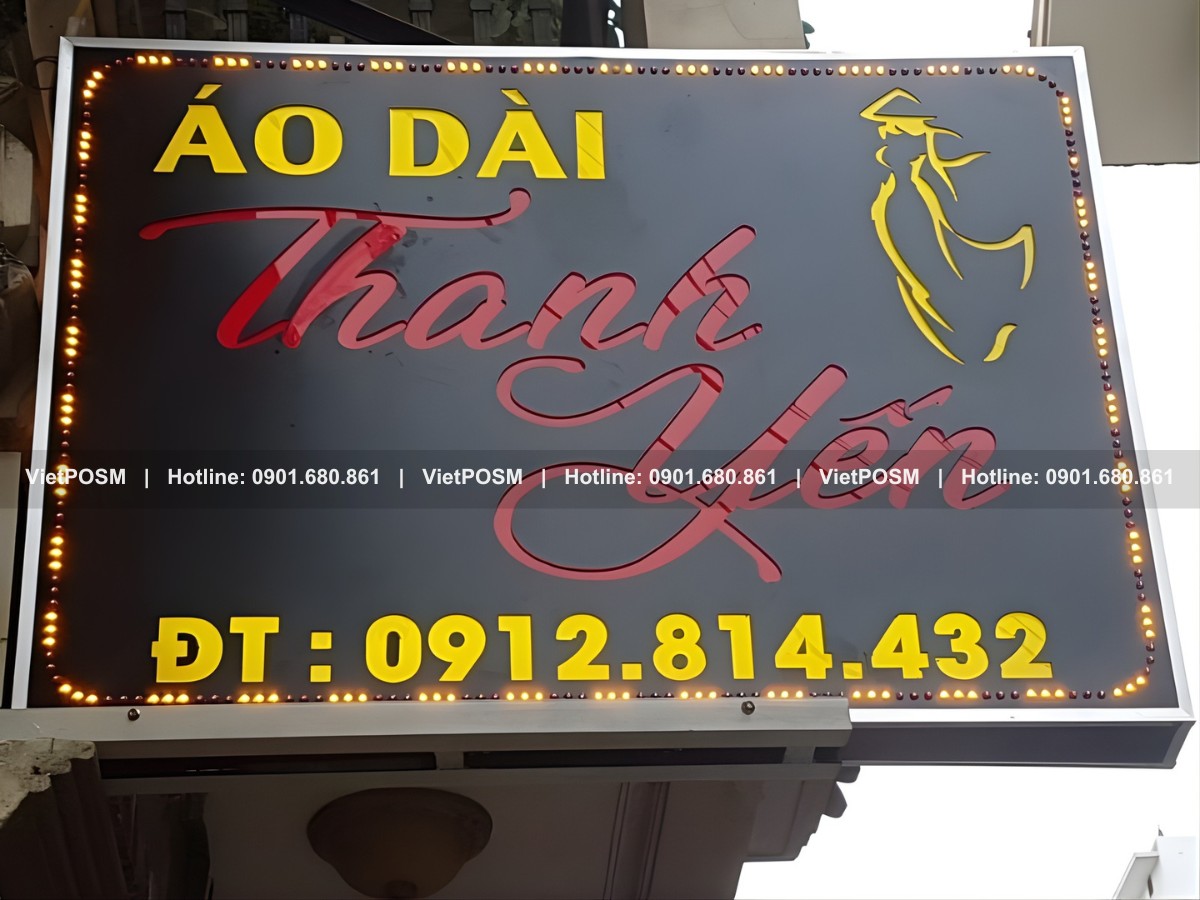 ÁO DÀI
Thanh
Yến
VietPOSM | Hotline: 0901.680.861 | VietPOSM | Hotline: 0901.680.861 | VietPOSM | Hotline: 0901.680.861
ĐT : 0912.814.432